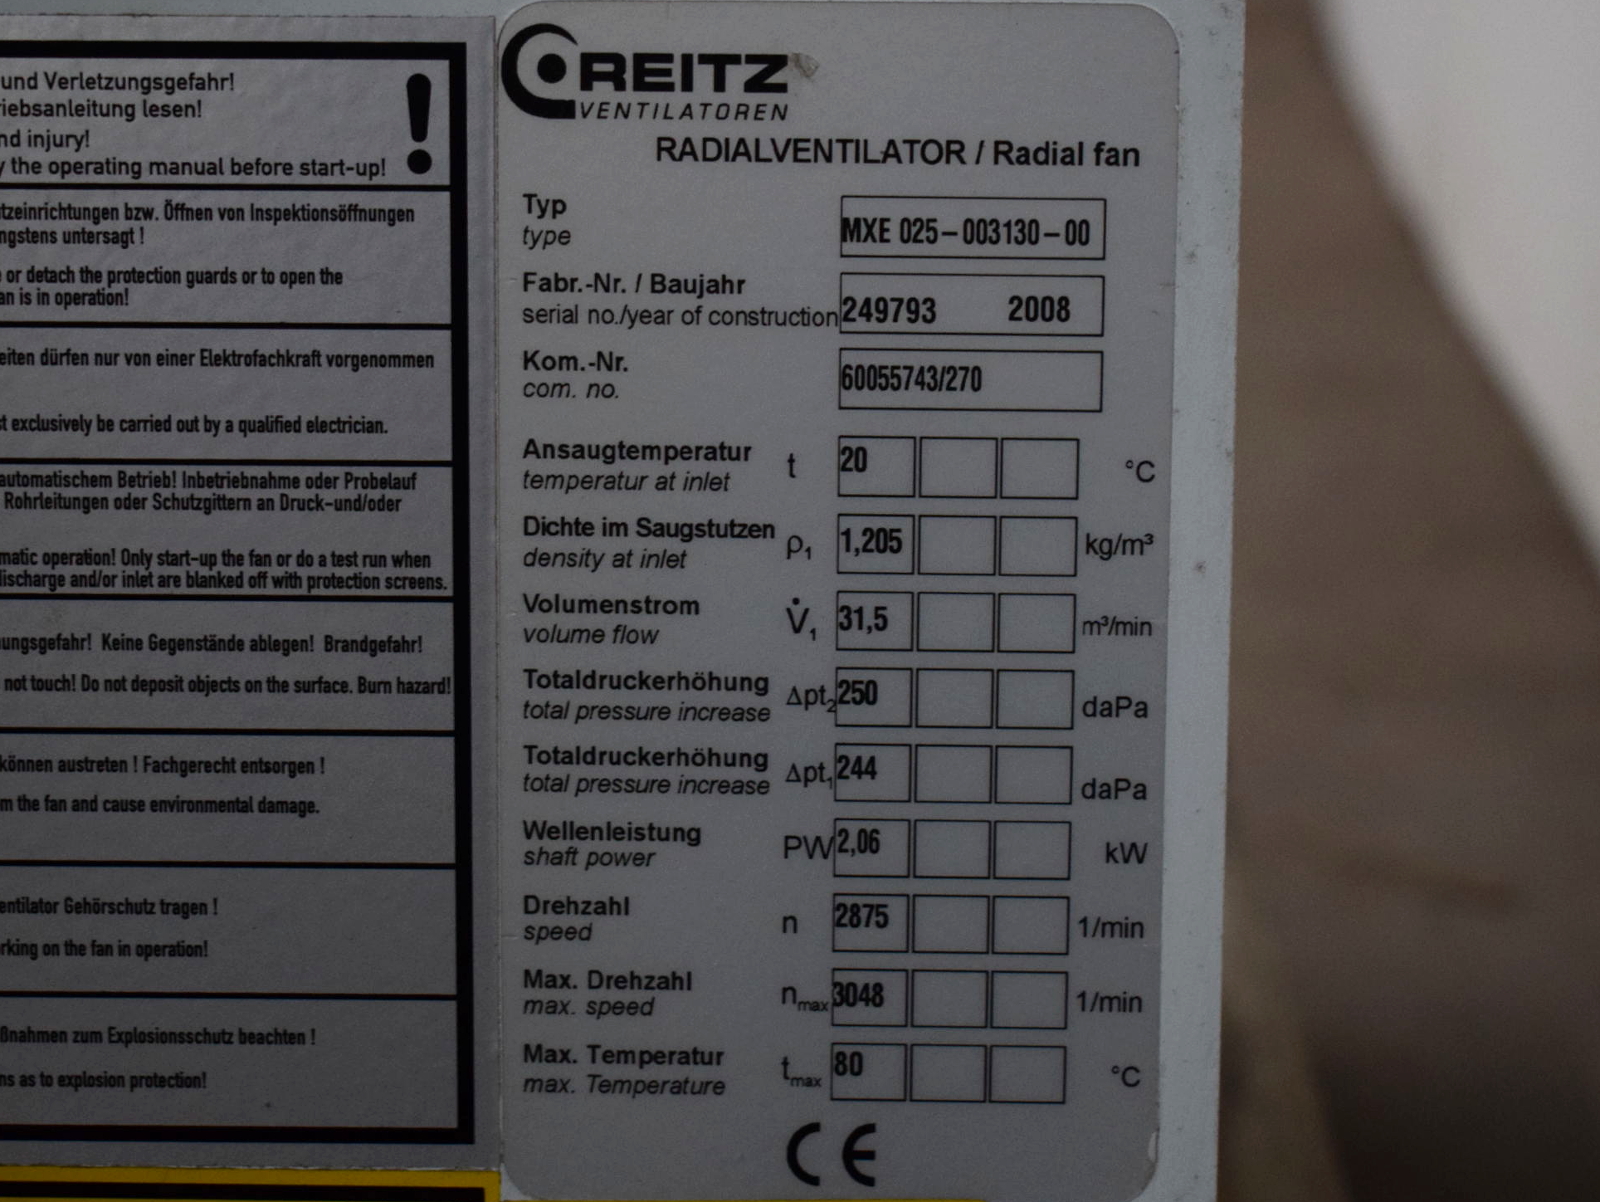 und Verletzungsgefahr!
iebsanleitung lesen!
nd injury!
y the operating manual before start-up!
!
tzeinrichtungen bzw. Öffnen von Inspektionsöffnungen
ngstens untersagt !
e or detach the protection guards or to open the
an is in operation!
eiten dürfen nur von einer Elektrofachkraft vorgenommen
t exclusively be carried out by a qualified electrician.
automatischem Betrieb! Inbetriebnahme oder Probelauf
Rohrleitungen oder Schutzgittern an Druck-und/oder
matic operation! Only start-up the fan or do a test run when
discharge and/or inlet are blanked off with protection screens.
ungsgefahr! Keine Gegenstände ablegen! Brandgefahr!
not touch! Do not deposit objects on the surface. Burn hazard!
können austreten ! Fachgerecht entsorgen !
m the fan and cause environmental damage.
entilator Gehörschutz tragen !
rking on the fan in operation!
ßnahmen zum Explosionsschutz beachten !
ns as to explosion protection!
REITZ
VENTILATOREN
RADIALVENTILATOR / Radial fan
Typ
type MXE 025-003130-00
Fabr.-Nr. / Baujahr
serial no./year of construction 249793 2008
Kom.-Nr.
com. no. 60055743/270
Ansaugtemperatur t 20 °C
temperatur at inlet
Dichte im Saugstutzen ρ1 1,205 kg/m³
density at inlet
Volumenstrom V̇1 31,5 m³/min
volume flow
Totaldruckerhöhung Δpt2 250 daPa
total pressure increase
Totaldruckerhöhung Δpt1 244 daPa
total pressure increase
Wellenleistung PW 2,06 kW
shaft power
Drehzahl n 2875 1/min
speed
Max. Drehzahl nmax 3048 1/min
max. speed
Max. Temperatur tmax 80 °C
max. Temperature
CE